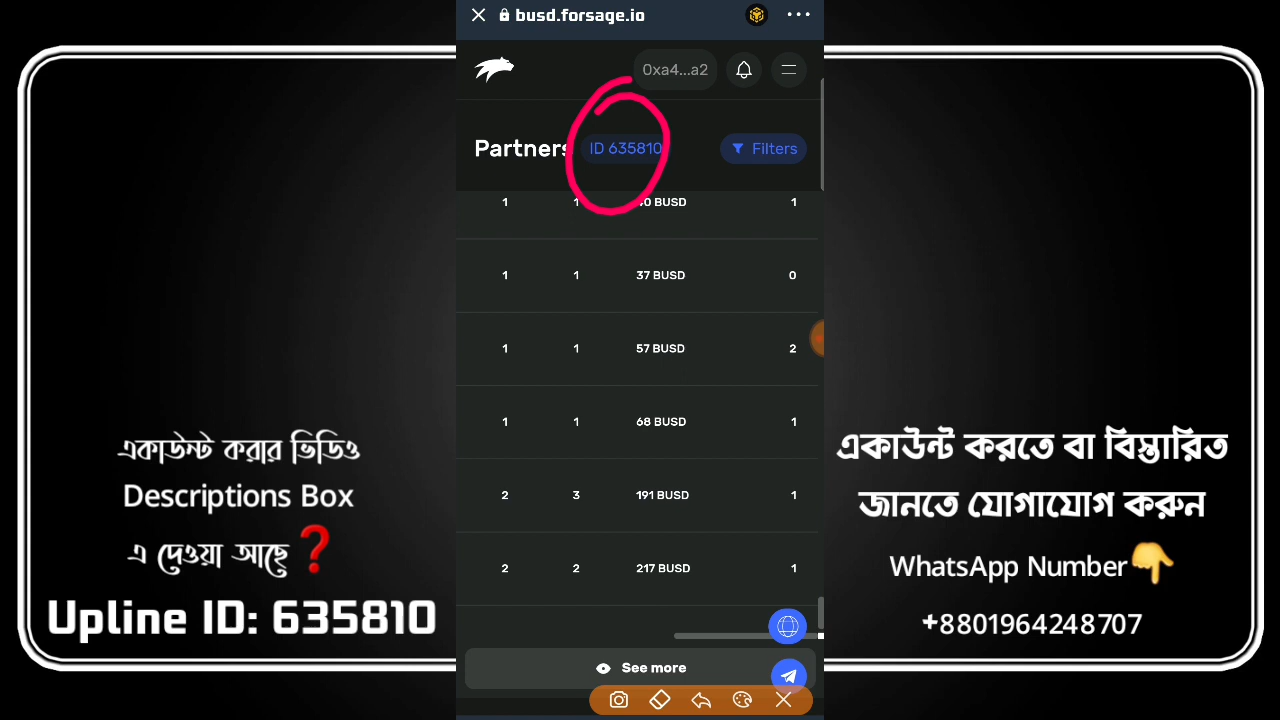 busd.forsage.io
0xa4...a2
Partners ID 635810 Filters
1 1 0 BUSD 1
1 1 37 BUSD 0
1 1 57 BUSD 2
1 1 68 BUSD 1
2 3 191 BUSD 1
2 2 217 BUSD 1
See more
একাউন্ট করার ভিডিও
Descriptions Box
এ দেওয়া আছে❓
Upline ID: 635810
একাউন্ট করতে বা বিস্তারিত
জানতে যোগাযোগ করুন
WhatsApp Number👇
+8801964248707